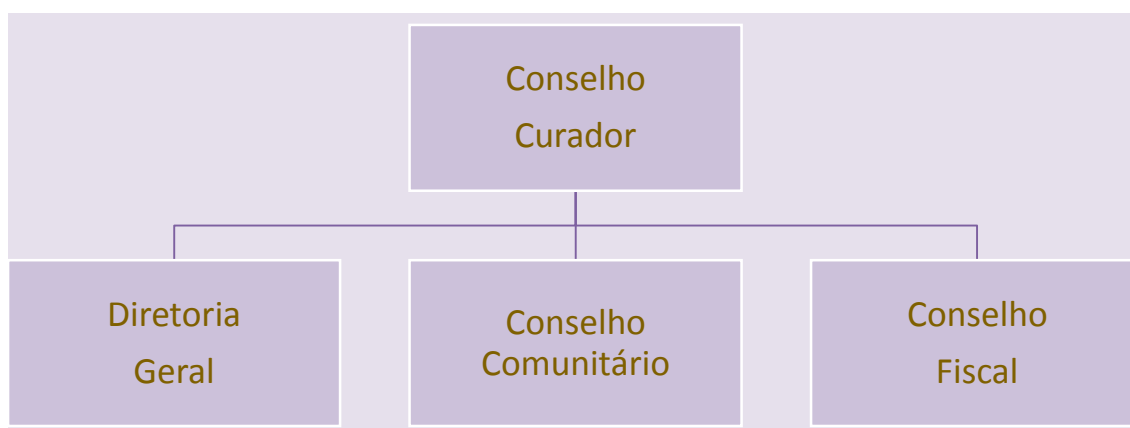 Conselho
Curador
Diretoria
Geral
Conselho
Comunitário
Conselho
Fiscal